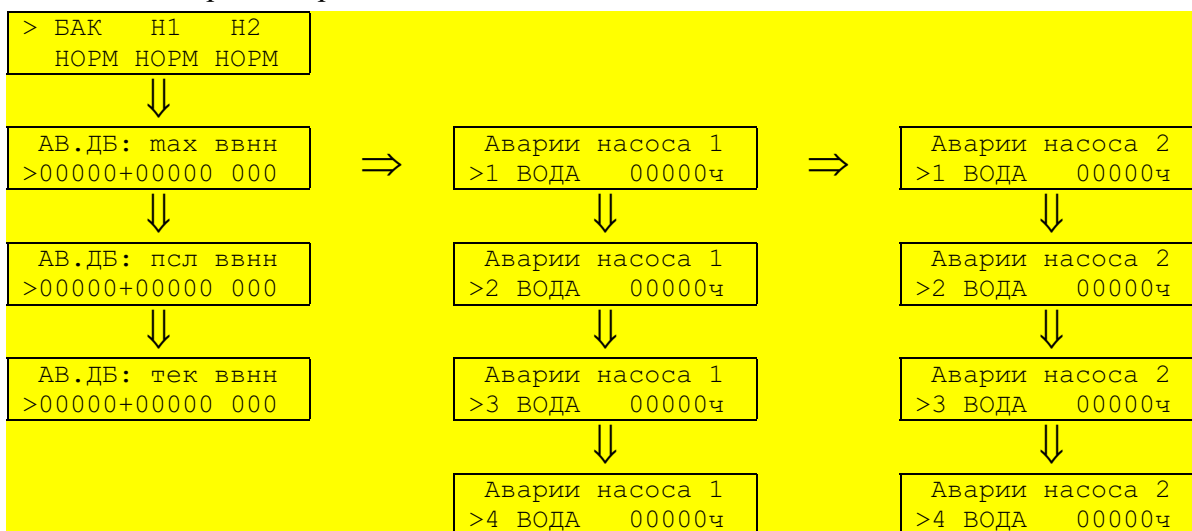 > БАК Н1 Н2
НОРМ НОРМ НОРМ
АВ.ДБ: max ввнн
>00000+00000 000
Аварии насоса 1
>1 ВОДА 00000ч
Аварии насоса 2
>1 ВОДА 00000ч
АВ.ДБ: псл ввнн
>00000+00000 000
Аварии насоса 1
>2 ВОДА 00000ч
Аварии насоса 2
>2 ВОДА 00000ч
АВ.ДБ: тек ввнн
>00000+00000 000
Аварии насоса 1
>3 ВОДА 00000ч
Аварии насоса 2
>3 ВОДА 00000ч
Аварии насоса 1
>4 ВОДА 00000ч
Аварии насоса 2
>4 ВОДА 00000ч